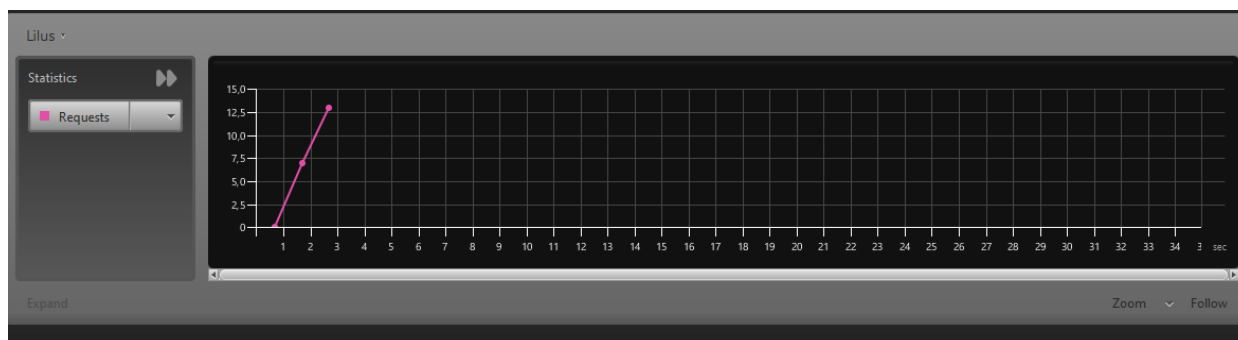 Lilus
Statistics
Requests
15,0
12,5
10,0
7,5
5,0
2,5
0
1 2 3 4 5 6 7 8 9 10 11 12 13 14 15 16 17 18 19 20 21 22 23 24 25 26 27 28 29 30 31 32 33 34 3 sec
Expand
Zoom Follow